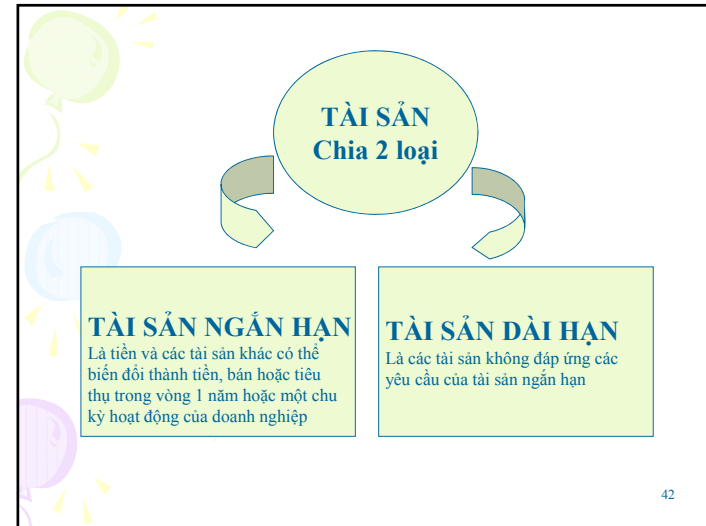 TÀI SẢN
Chia 2 loại
TÀI SẢN NGẮN HẠN
Là tiền và các tài sản khác có thể
biến đổi thành tiền, bán hoặc tiêu
thụ trong vòng 1 năm hoặc một chu
kỳ hoạt động của doanh nghiệp
TÀI SẢN DÀI HẠN
Là các tài sản không đáp ứng các
yêu cầu của tài sản ngắn hạn
42